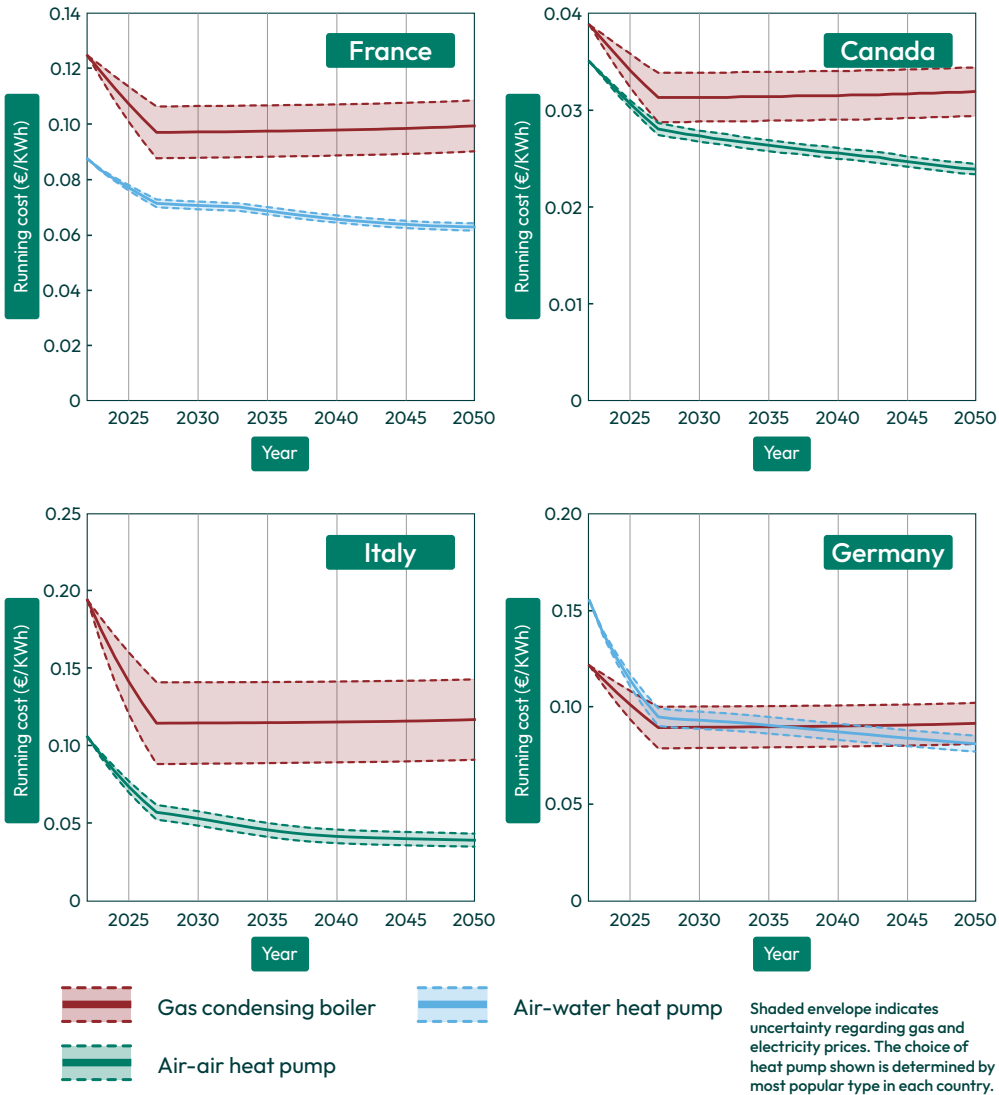 France
0.14
0.12
0.10
0.08
0.06
0.04
0.02
0
Running cost (€/KWh)
2025 2030 2035 2040 2045 2050
Year
Canada
0.04
0.03
0.02
0.01
0
Running cost (€/KWh)
2025 2030 2035 2040 2045 2050
Year
Italy
0.25
0.20
0.15
0.10
0.05
0
Running cost (€/KWh)
2025 2030 2035 2040 2045 2050
Year
Germany
0.20
0.15
0.10
0.05
0
Running cost (€/KWh)
2025 2030 2035 2040 2045 2050
Year
Gas condensing boiler
Air-water heat pump
Air-air heat pump
Shaded envelope indicates
uncertainty regarding gas and
electricity prices. The choice of
heat pump shown is determined by
most popular type in each country.